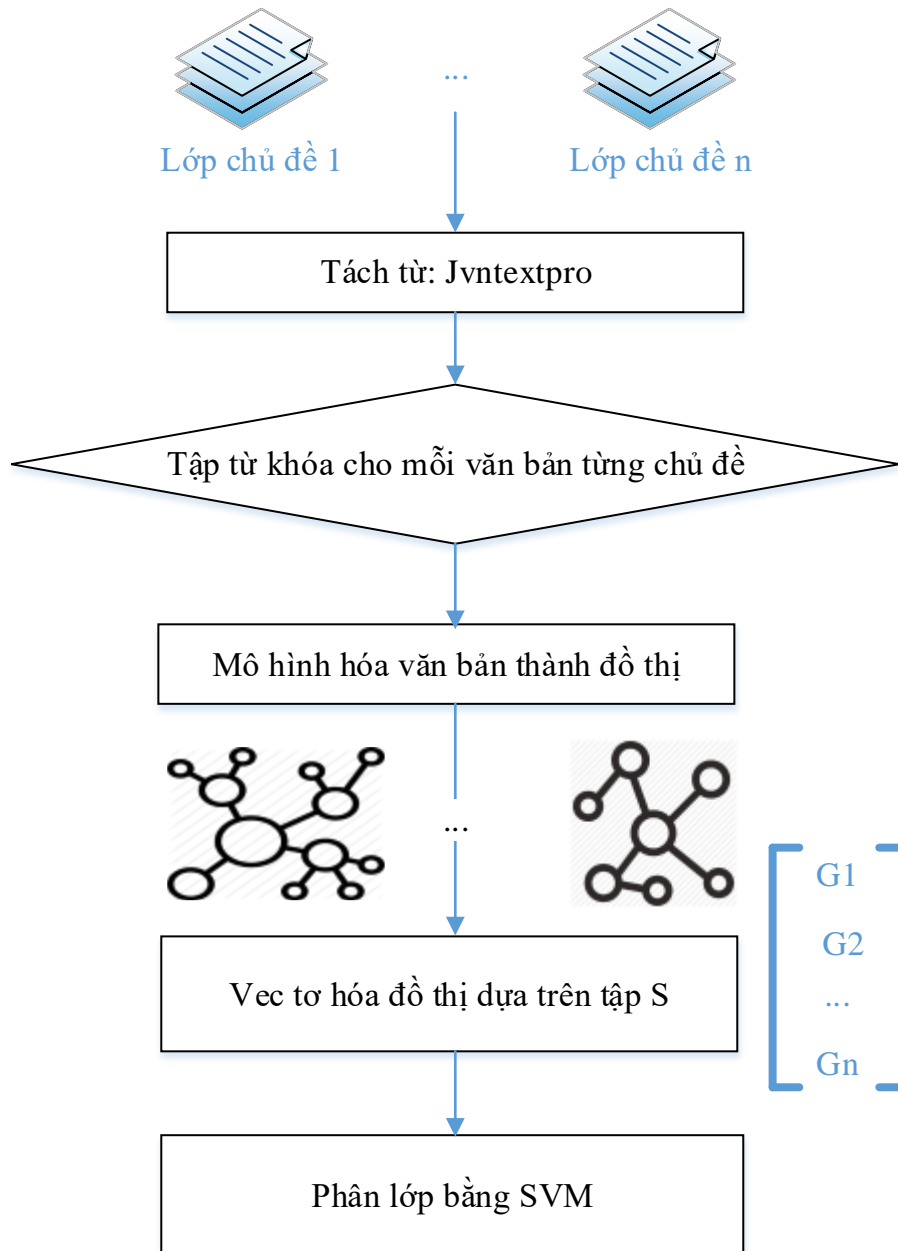 ...
Lớp chủ đề 1
Lớp chủ đề n
Tách từ: Jvntextpro
Tập từ khóa cho mỗi văn bản từng chủ đề
Mô hình hóa văn bản thành đồ thị
...
G1
G2
...
Gn
Vec tơ hóa đồ thị dựa trên tập S
Phân lớp bằng SVM